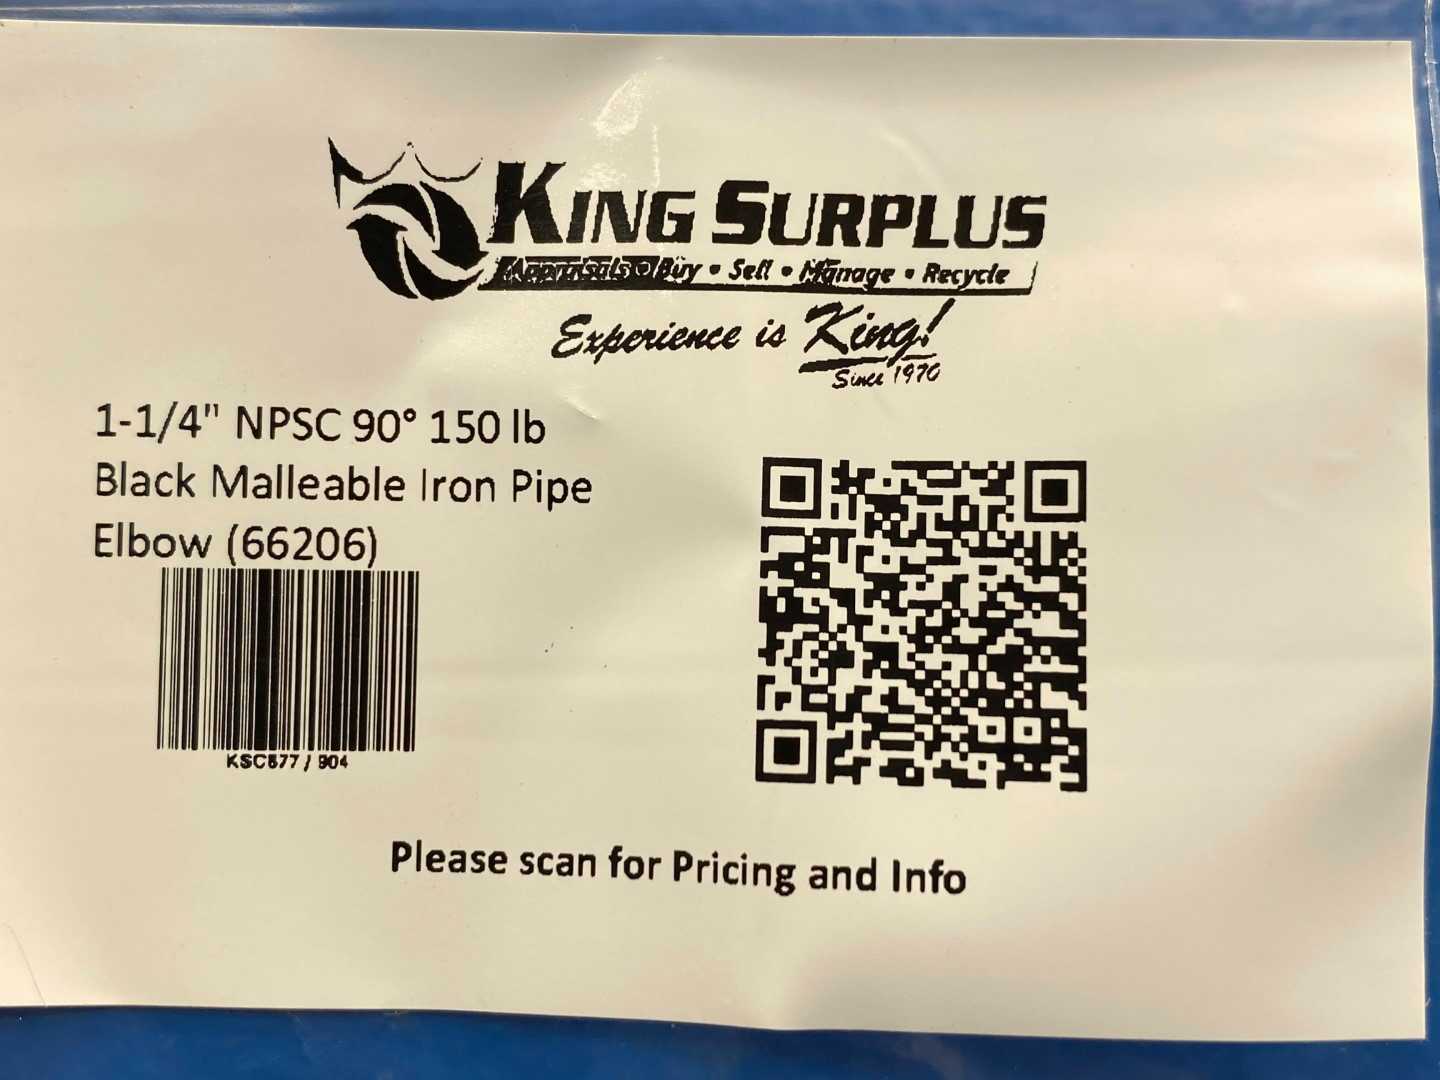 KING SURPLUS
Appraisals • Buy • Sell • Manage • Recycle
Experience is King!
Since 1970
1-1/4" NPSC 90° 150 lb
Black Malleable Iron Pipe
Elbow (66206)
KSC577 / 904
Please scan for Pricing and Info